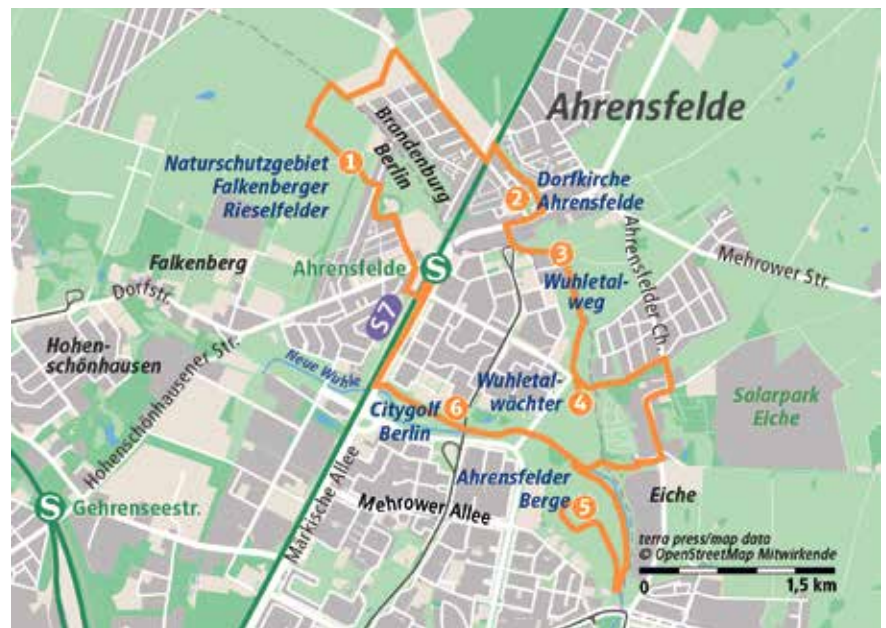 Ahrensfelde
Brandenburg
Berlin
1
Naturschutzgebiet
Falkenberger
Rieselfelder
2
Dorfkirche
Ahrensfelde
3
Wuhletal-
weg
Ahrensfelder Ch.
Mehrower Str.
Falkenberg
Ahrensfelde
S
Dorfstr.
S7
Hohen-
schönhausen
Hohenschönhausener Str.
Neue Wuhle
Wuhletal-
wächter
4
Solarpark
Eiche
Citygolf
Berlin
6
Ahrensfelder
Berge
5
Eiche
S
Gehrenseestr.
Märkische Allee
Mehrower Allee
terra press/map data
© OpenStreetMap Mitwirkende
0 1,5 km